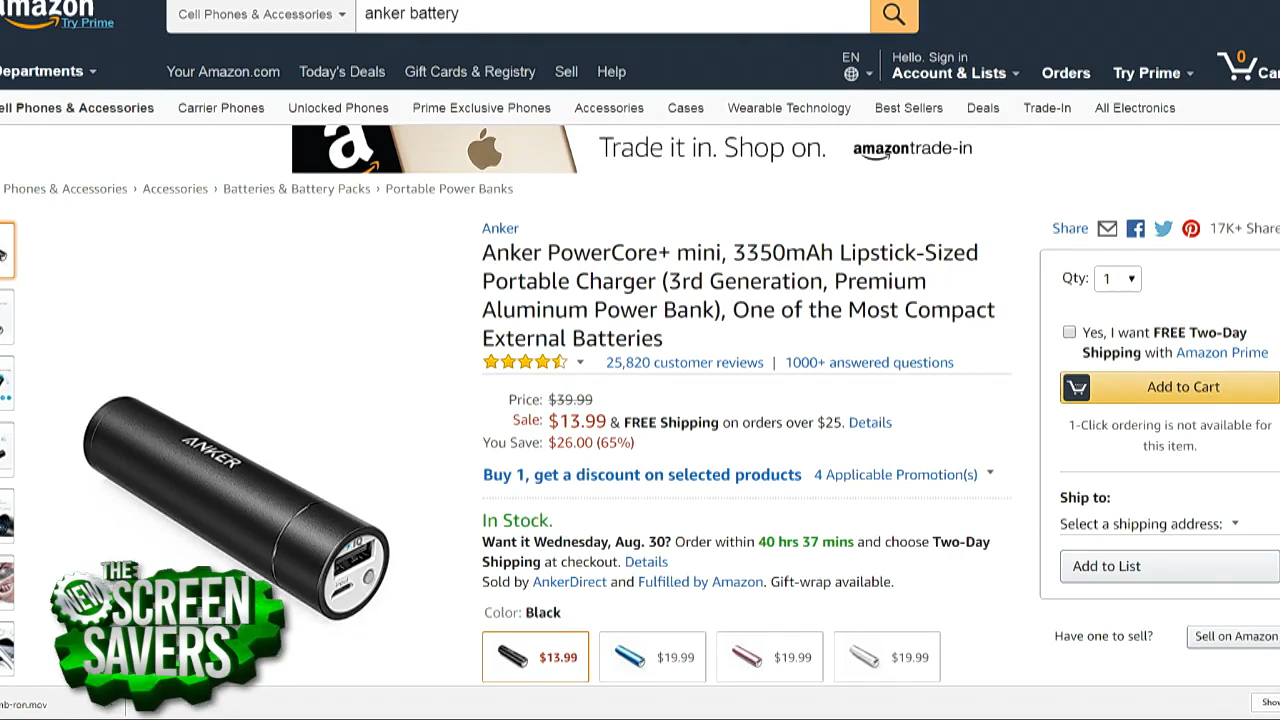 amazon
Try Prime
Cell Phones & Accessories
anker battery
Departments
Your Amazon.com
Today's Deals
Gift Cards & Registry
Sell
Help
EN
Hello. Sign in
Account & Lists
Orders
Try Prime
0
Car
ell Phones & Accessories
Carrier Phones
Unlocked Phones
Prime Exclusive Phones
Accessories
Cases
Wearable Technology
Best Sellers
Deals
Trade-In
All Electronics
a
Trade it in. Shop on.
amazontrade-in
Phones & Accessories › Accessories › Batteries & Battery Packs › Portable Power Banks
Anker
Share
17K+ Share
Anker PowerCore+ mini, 3350mAh Lipstick-Sized
Portable Charger (3rd Generation, Premium
Aluminum Power Bank), One of the Most Compact
External Batteries
25,820 customer reviews | 1000+ answered questions
Price: $39.99
Sale: $13.99 & FREE Shipping on orders over $25. Details
You Save: $26.00 (65%)
Buy 1, get a discount on selected products 4 Applicable Promotion(s)
In Stock.
Want it Wednesday, Aug. 30? Order within 40 hrs 37 mins and choose Two-Day
Shipping at checkout. Details
Sold by AnkerDirect and Fulfilled by Amazon. Gift-wrap available.
Color: Black
$13.99
$19.99
$19.99
$19.99
Qty: 1
Yes, I want FREE Two-Day
Shipping with Amazon Prime
Add to Cart
1-Click ordering is not available for
this item.
Ship to:
Select a shipping address:
Add to List
Have one to sell?
Sell on Amazon
ANKER
IQ
THE
NEW
SCREEN
SAVERS
mb-ron.mov
Show